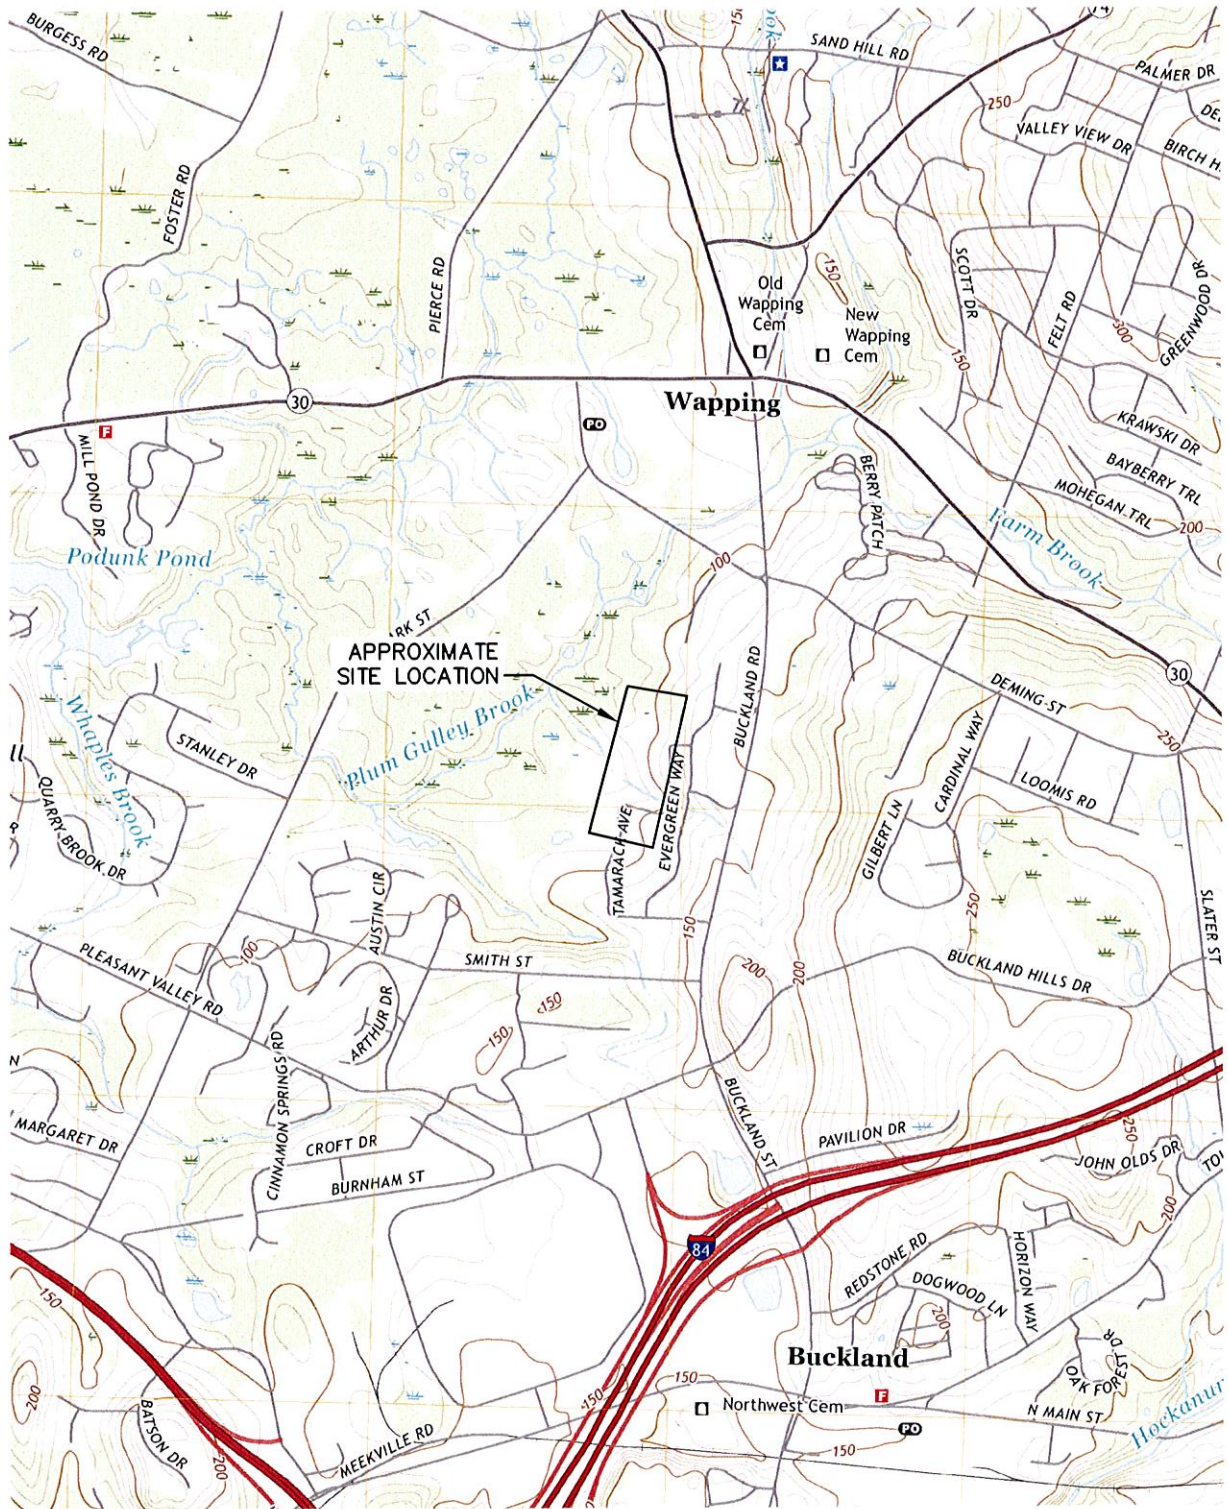 BURGESS RD
150
74
SAND HILL RD
PALMER DR
250
VALLEY VIEW DR
BIRCH H
FOSTER RD
PIERCE RD
150
Old
Wapping
Cem
New
Wapping
Cem
SCOTT DR
FELT RD
GREENWOOD DR
300
150
30
F
Wapping
PO
KRAWSKI DR
BAYBERRY TRL
MOHEGAN TRL
200
MILL POND DR
BERRY PATCH
Podunk Pond
Farm Brook
100
RK ST
APPROXIMATE
SITE LOCATION
30
DEMING ST
BUCKLAND RD
250
Whaples Brook
STANLEY DR
Plum Gulley Brook
EVERGREEN WAY
TAMARACH AVE
CARDINAL WAY
LOOMIS RD
GILBERT LN
QUARRY BROOK DR
AUSTIN CIR
250
SLATER ST
150
PLEASANT VALLEY RD
100
SMITH ST
200
200
BUCKLAND HILLS DR
150
150
ARTHUR DR
CINNAMON SPRINGS RD
BUCKLAND ST
MARGARET DR
CROFT DR
BURNHAM ST
PAVILION DR
250
JOHN OLDS DR
200
84
REDSTONE RD
HORIZON WAY
DOGWOOD LN
200
150
Buckland
OAK FOREST DR
200
150
150
F
Northwest Cem
N MAIN ST
PO
150
Hockanum
BATSON DR
200
MEEKVILLE RD